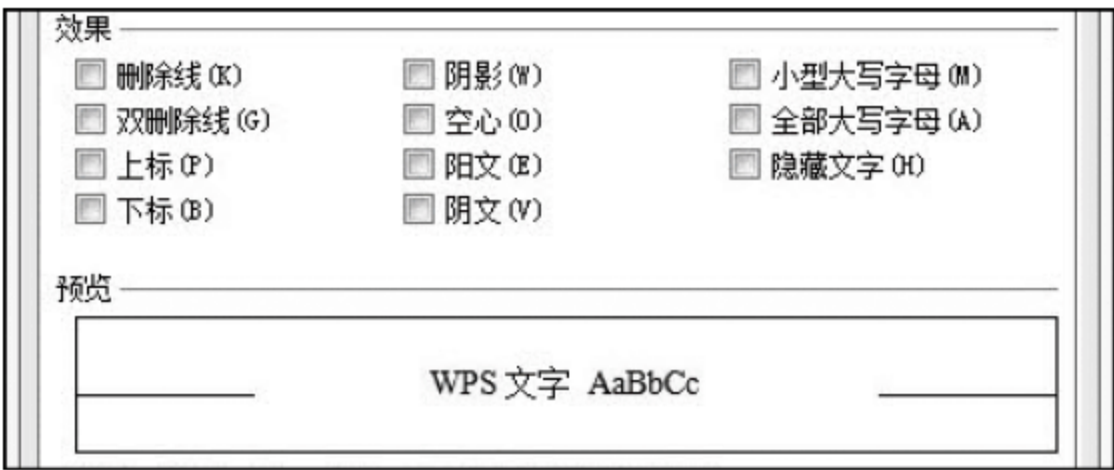 效果
删除线(K) 阴影(W) 小型大写字母(M)
双删除线(G) 空心(O) 全部大写字母(A)
上标(P) 阳文(E) 隐藏文字(H)
下标(B) 阴文(V)
预览
WPS 文字 AaBbCc